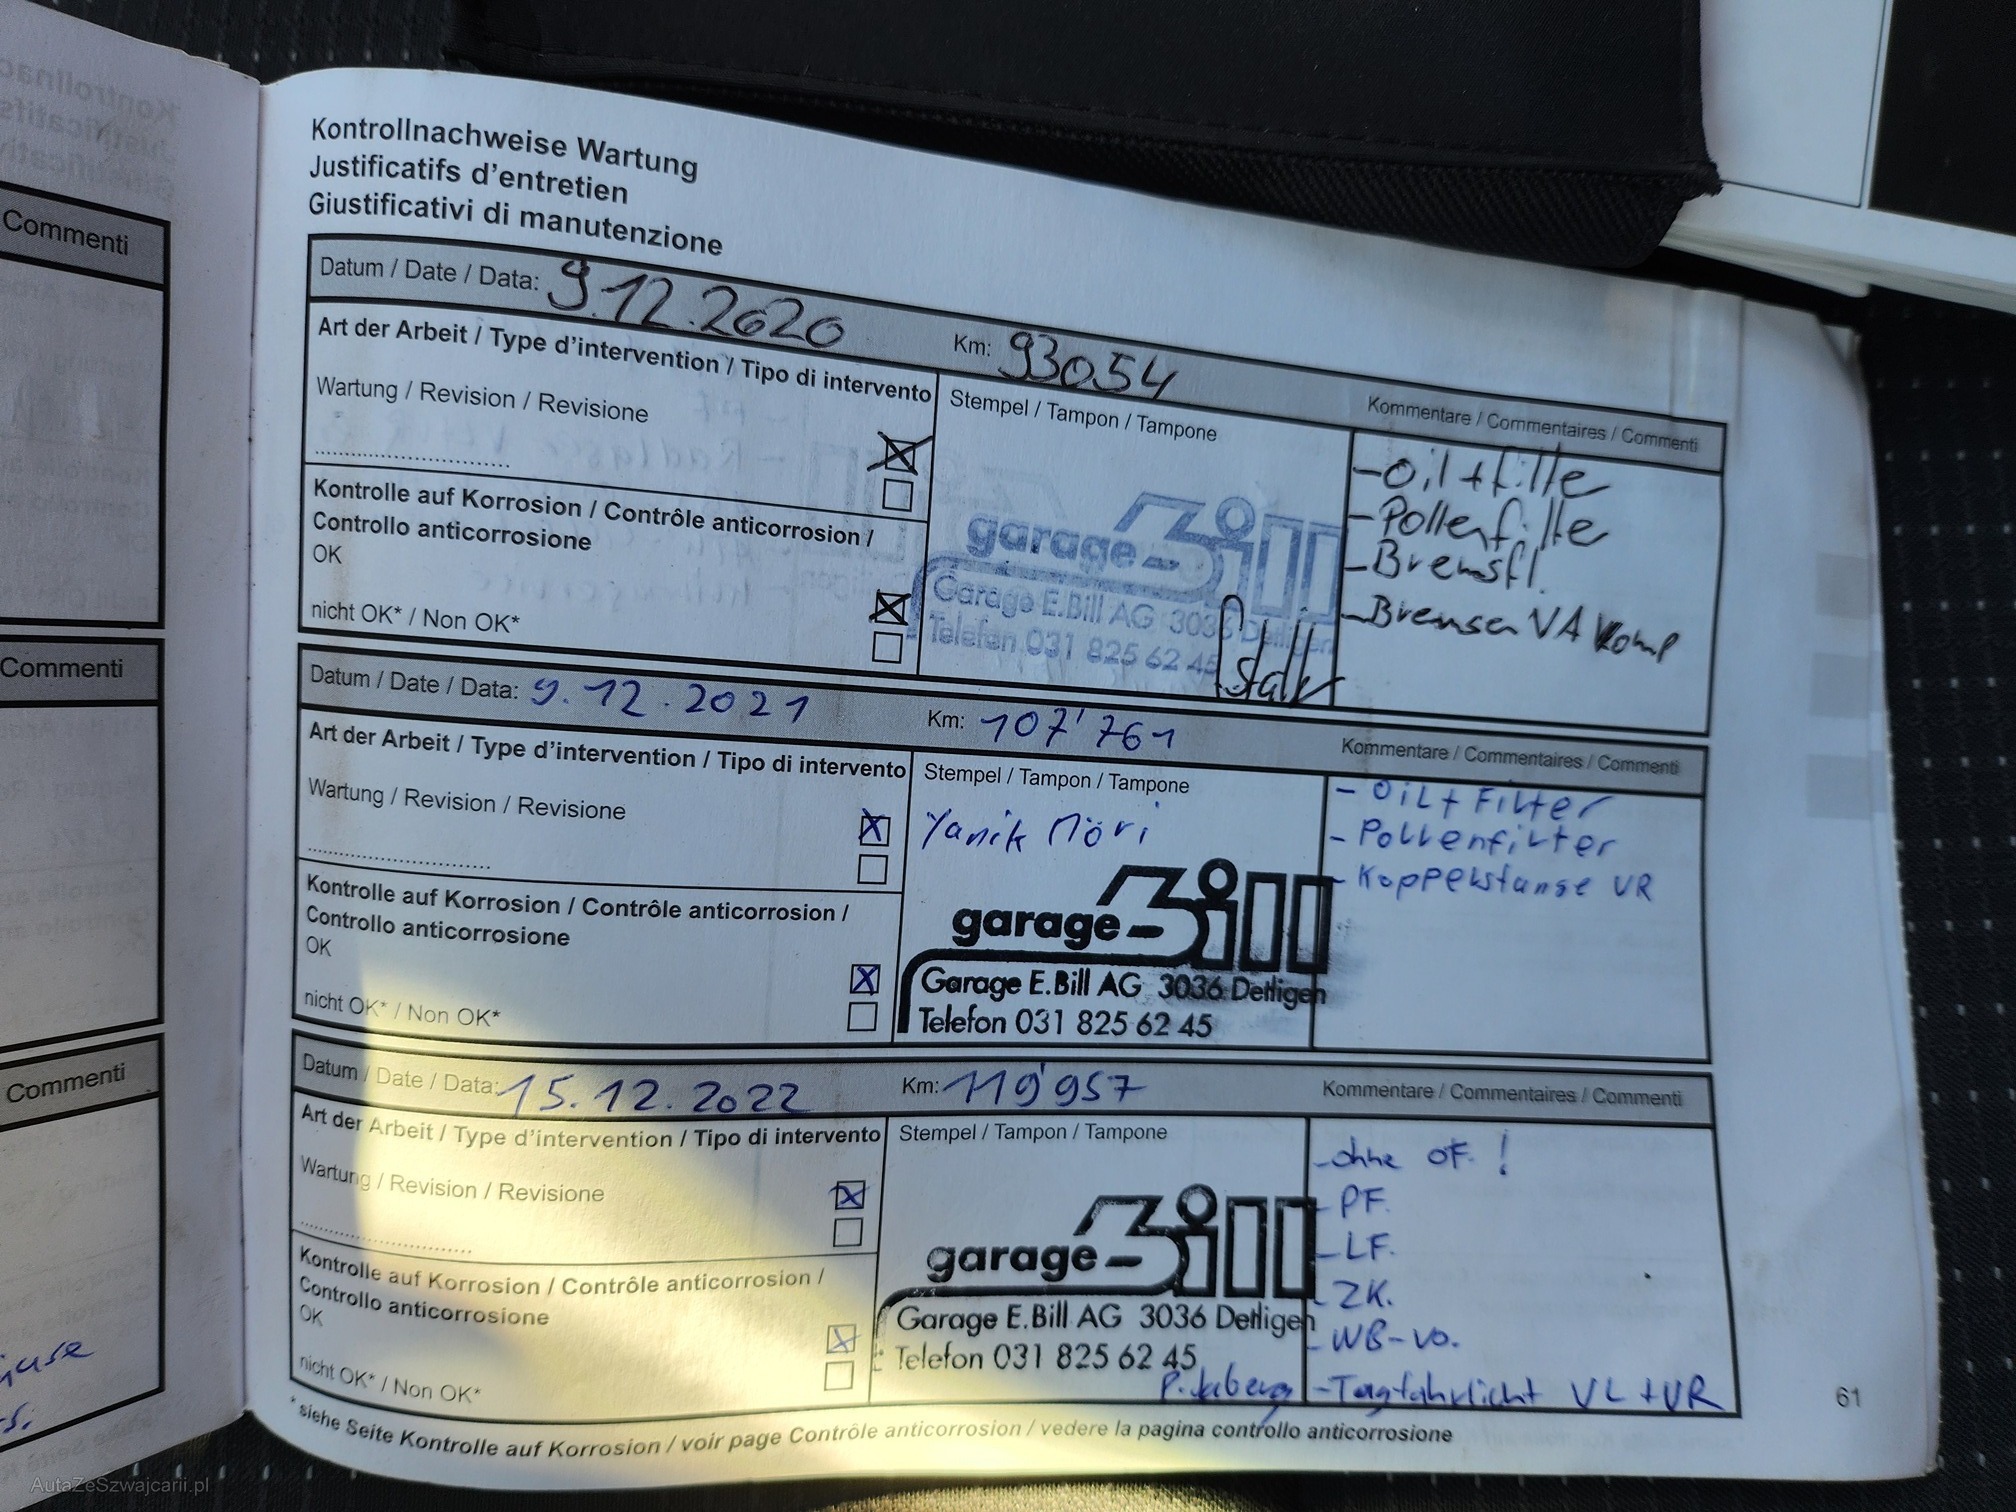 Commenti
Commenti
Commenti
Kontrollnachweise Wartung
Justificatifs d'entretien
Giustificativi di manutenzione
Datum / Date / Data: 9.12.2020 Km: 93054
Art der Arbeit / Type d'intervention / Tipo di intervento
Stempel / Tampon / Tampone
Kommentare / Commentaires / Commenti
Wartung / Revision / Revisione
Kontrolle auf Korrosion / Contrôle anticorrosion /
Controllo anticorrosione
OK
nicht OK* / Non OK*
garage Bill
Garage E.Bill AG 3036 Detligen
Telefon 031 825 62 45
- Oil + filte
- Pollenfilte
- Bremsfl.
- Bremsen VA komp
Datum / Date / Data: 9.12.2021 Km: 107'761
Art der Arbeit / Type d'intervention / Tipo di intervento
Stempel / Tampon / Tampone
Kommentare / Commentaires / Commenti
Wartung / Revision / Revisione
Kontrolle auf Korrosion / Contrôle anticorrosion /
Controllo anticorrosione
OK
nicht OK* / Non OK*
Yanik Möri
garage Bill
Garage E.Bill AG 3036 Detligen
Telefon 031 825 62 45
- Oil + Filter
- Pollenfilter
- Koppelstange VR
Datum / Date / Data: 15.12.2022 Km: 119'957
Art der Arbeit / Type d'intervention / Tipo di intervento
Stempel / Tampon / Tampone
Kommentare / Commentaires / Commenti
Wartung / Revision / Revisione
Kontrolle auf Korrosion / Contrôle anticorrosion /
Controllo anticorrosione
OK
nicht OK* / Non OK*
garage Bill
Garage E.Bill AG 3036 Detligen
Telefon 031 825 62 45
- ohne OF. !
- PF.
- LF.
- ZK.
- WB-vo.
- Tagfahrlicht VL + VR
* siehe Seite Kontrolle auf Korrosion / voir page Contrôle anticorrosion / vedere la pagina controllo anticorrosione
61
AutaZeSzwajcarii.pl